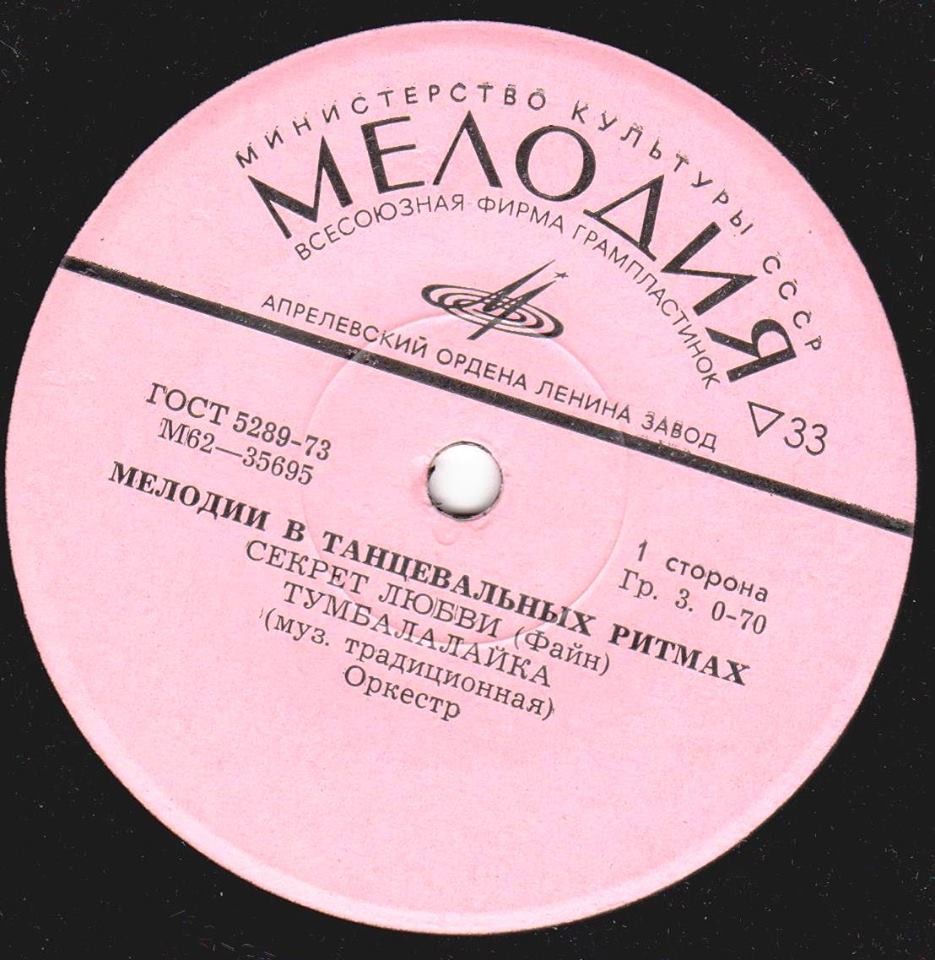 МИНИСТЕРСТВО КУЛЬТУРЫ СССР
МЕЛОДИЯ
ВСЕСОЮЗНАЯ ФИРМА ГРАМПЛАСТИНОК
АПРЕЛЕВСКИЙ ОРДЕНА ЛЕНИНА ЗАВОД
▽33
ГОСТ 5289-73
М62—35695
1 сторона
Гр. 3. 0-70
МЕЛОДИИ В ТАНЦЕВАЛЬНЫХ РИТМАХ
СЕКРЕТ ЛЮБВИ (Файн)
ТУМБАЛАЛАЙКА
(муз. традиционная)
Оркестр